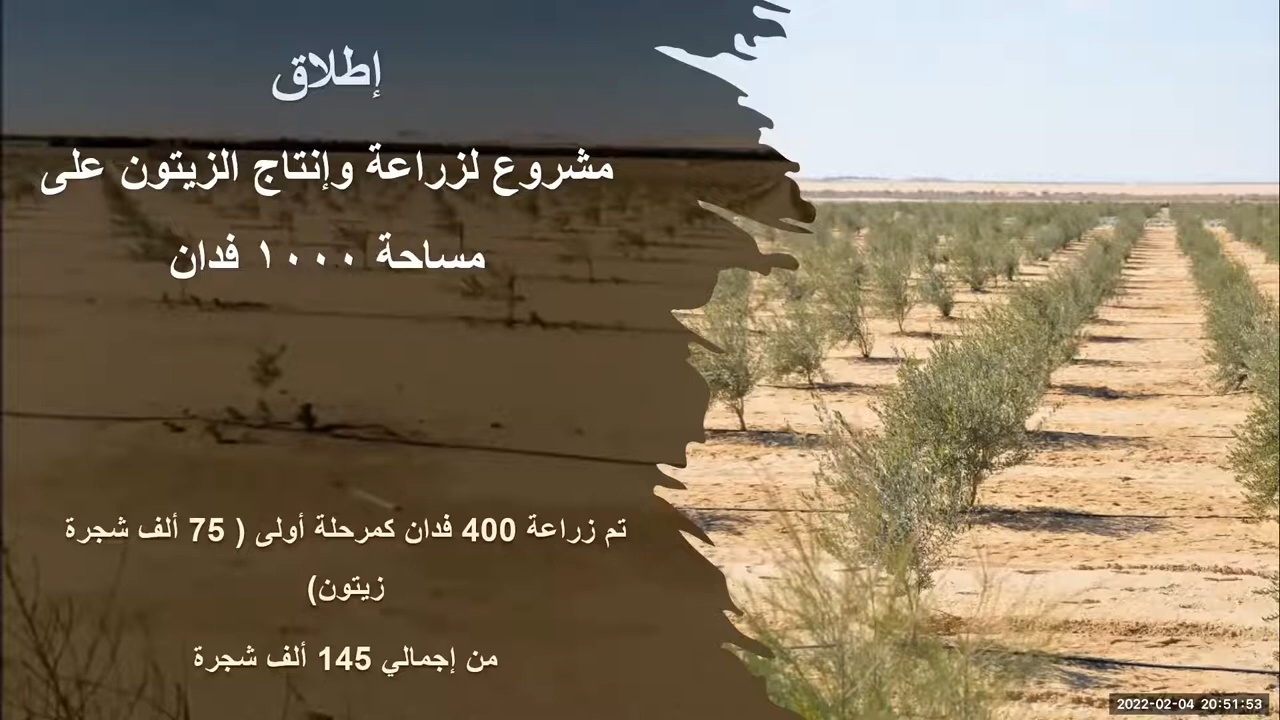 إطلاق
مشروع لزراعة وإنتاج الزيتون على
مساحة ١٠٠٠ فدان
تم زراعة 400 فدان كمرحلة أولى ( 75 ألف شجرة
زيتون)
من إجمالي 145 ألف شجرة
2022-02-04 20:51:53